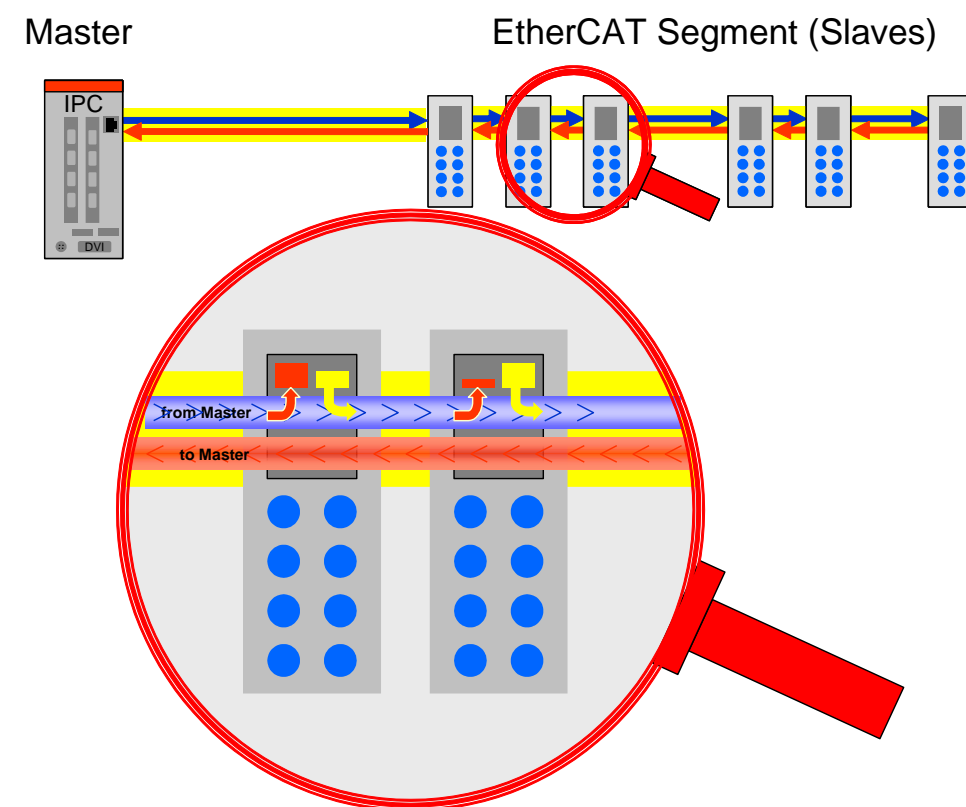 Master
EtherCAT Segment (Slaves)
IPC
DVI
from Master
to Master